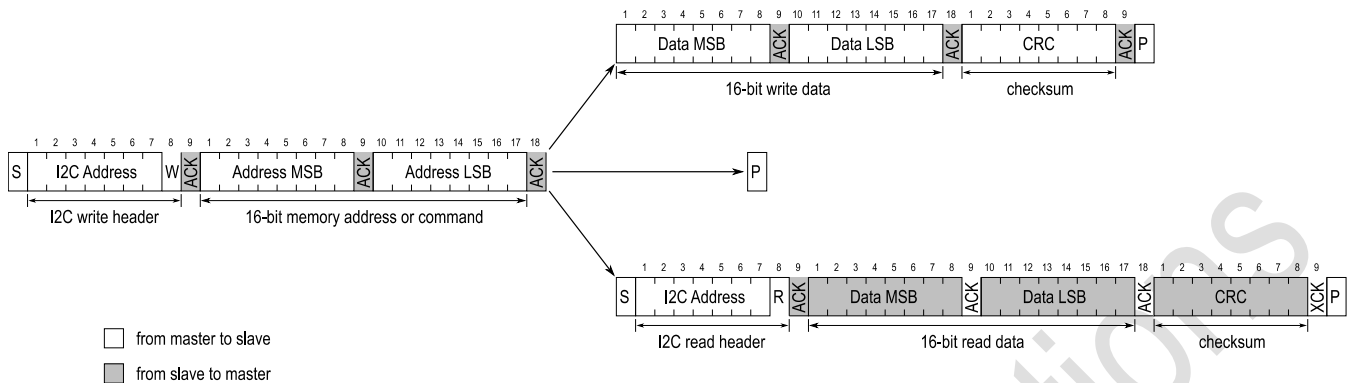 1 2 3 4 5 6 7 8 9 10 11 12 13 14 15 16 17 18 1 2 3 4 5 6 7 8 9
Data MSB ACK Data LSB ACK CRC ACK P
16-bit write data checksum
1 2 3 4 5 6 7 8 9 1 2 3 4 5 6 7 8 9 10 11 12 13 14 15 16 17 18
S I2C Address W ACK Address MSB ACK Address LSB ACK P
I2C write header 16-bit memory address or command
1 2 3 4 5 6 7 8 9 1 2 3 4 5 6 7 8 9 10 11 12 13 14 15 16 17 18 1 2 3 4 5 6 7 8 9
S I2C Address R ACK Data MSB ACK Data LSB ACK CRC XCK P
I2C read header 16-bit read data checksum
from master to slave
from slave to master